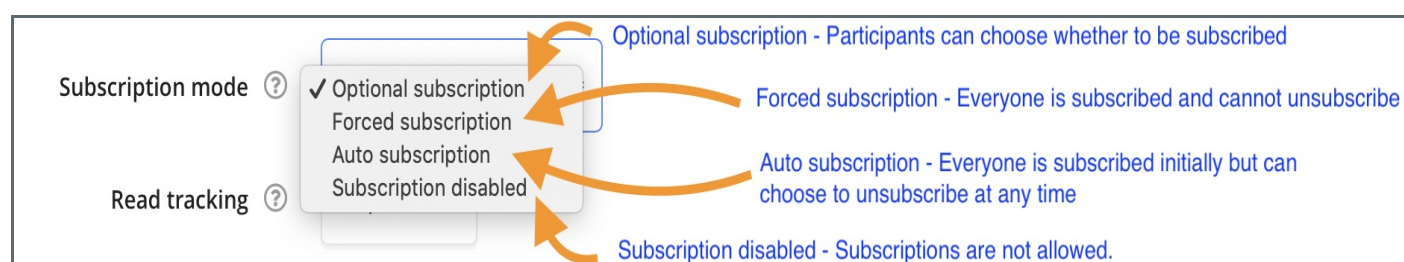 Optional subscription - Participants can choose whether to be subscribed
Subscription mode
✓ Optional subscription
Forced subscription - Everyone is subscribed and cannot unsubscribe
Forced subscription
Auto subscription
Auto subscription - Everyone is subscribed initially but can
choose to unsubscribe at any time
Subscription disabled
Read tracking
Subscription disabled - Subscriptions are not allowed.